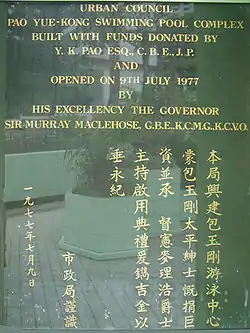 URBAN COUNCIL
PAO YUE-KONG SWIMMING POOL COMPLEX
BUILT WITH FUNDS DONATED BY
Y. K. PAO ESQ., C. B. E., J. P.
AND
OPENED ON 9TH JULY 1977
BY
HIS EXCELLENCY THE GOVERNOR
SIR MURRAY MACLEHOSE, G.B.E., K.C.M.G., K.C.V.O.
本局興建包玉剛游泳中心
蒙包玉剛太平紳士慨捐巨
資並承 督憲麥理浩爵士
主持啟用典禮爰鐫吉金以
垂永紀
市政局謹識
一九七七年七月九日